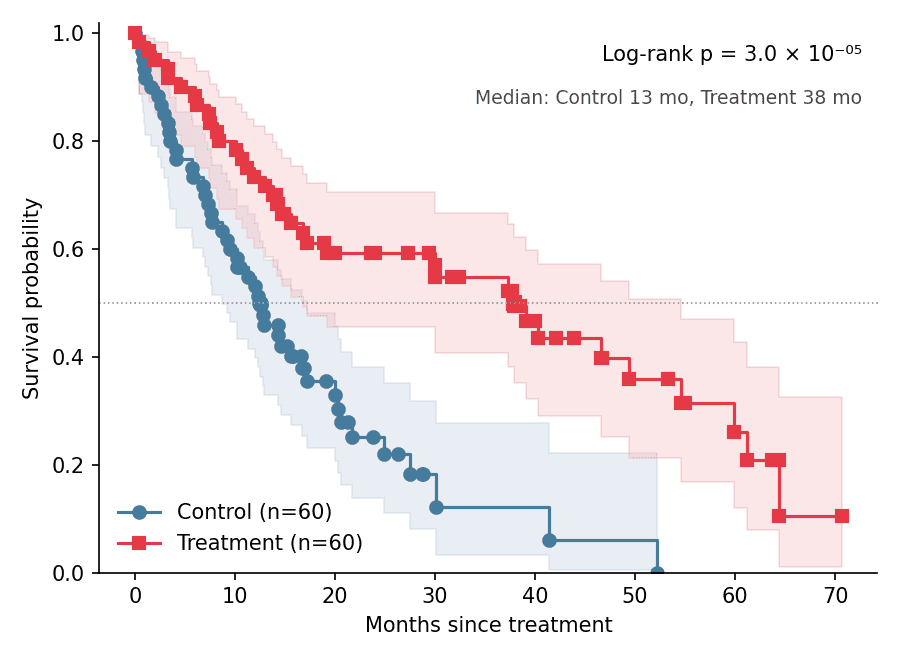 Log-rank p = 3.0 × 10⁻⁰⁵
Median: Control 13 mo, Treatment 38 mo
Survival probability
1.0
0.8
0.6
0.4
0.2
0.0
Control (n=60)
Treatment (n=60)
0 10 20 30 40 50 60 70
Months since treatment